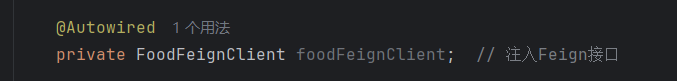 @Autowired 1 个用法
private FoodFeignClient foodFeignClient; // 注入Feign接口